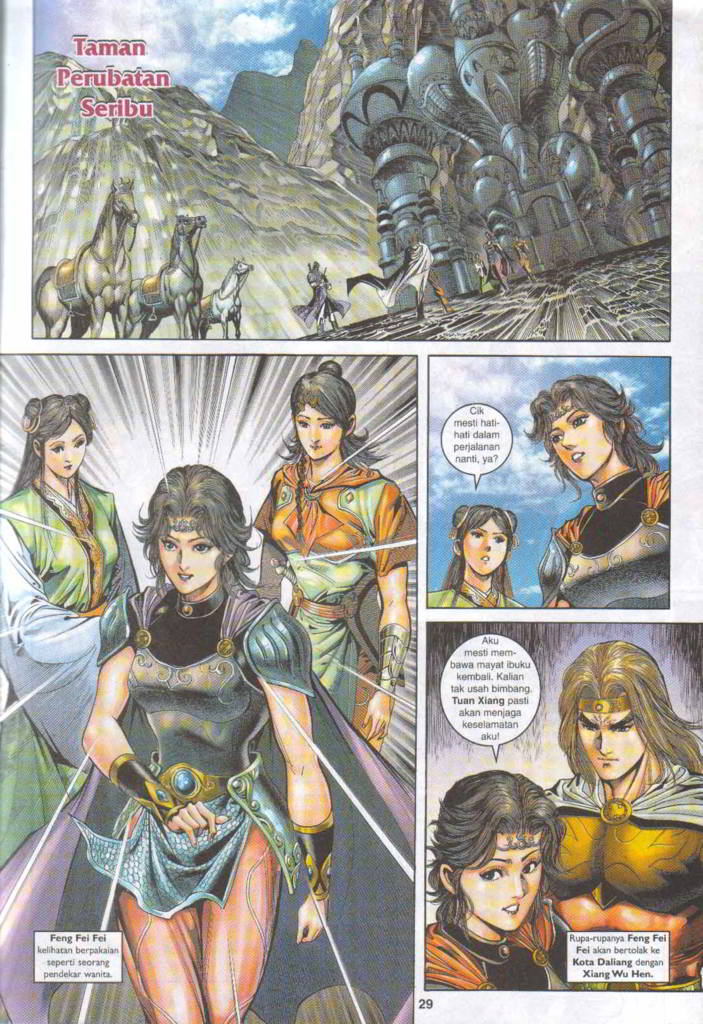 Taman
Perubatan
Seribu
Cik
mesti hati-
hati dalam
perjalanan
nanti, ya?
Feng Fei Fei
kelihatan berpakaian
seperti seorang
pendekar wanita.
Aku
mesti mem-
bawa mayat ibuku
kembali. Kalian
tak usah bimbang.
Tuan Xiang pasti
akan menjaga
keselamatan
aku!
Rupa-rupanya Feng Fei
Fei akan bertolak ke
Kota Daliang dengan
Xiang Wu Hen.
29